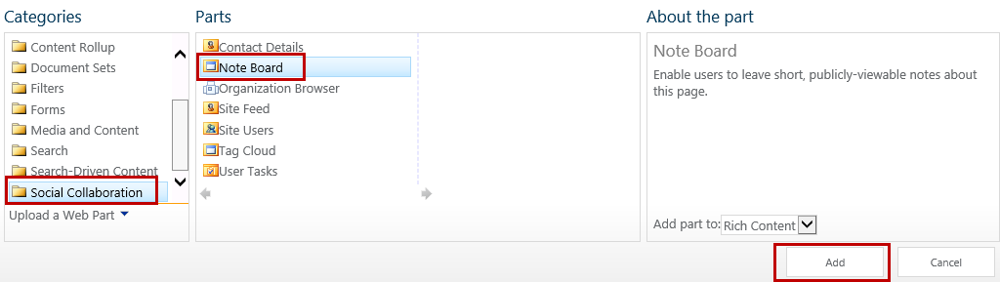 Categories
Content Rollup
Document Sets
Filters
Forms
Media and Content
Search
Search-Driven Content
Social Collaboration
Upload a Web Part
Parts
Contact Details
Note Board
Organization Browser
Site Feed
Site Users
Tag Cloud
User Tasks
About the part
Note Board
Enable users to leave short, publicly-viewable notes about
this page.
Add part to: Rich Content
Add
Cancel